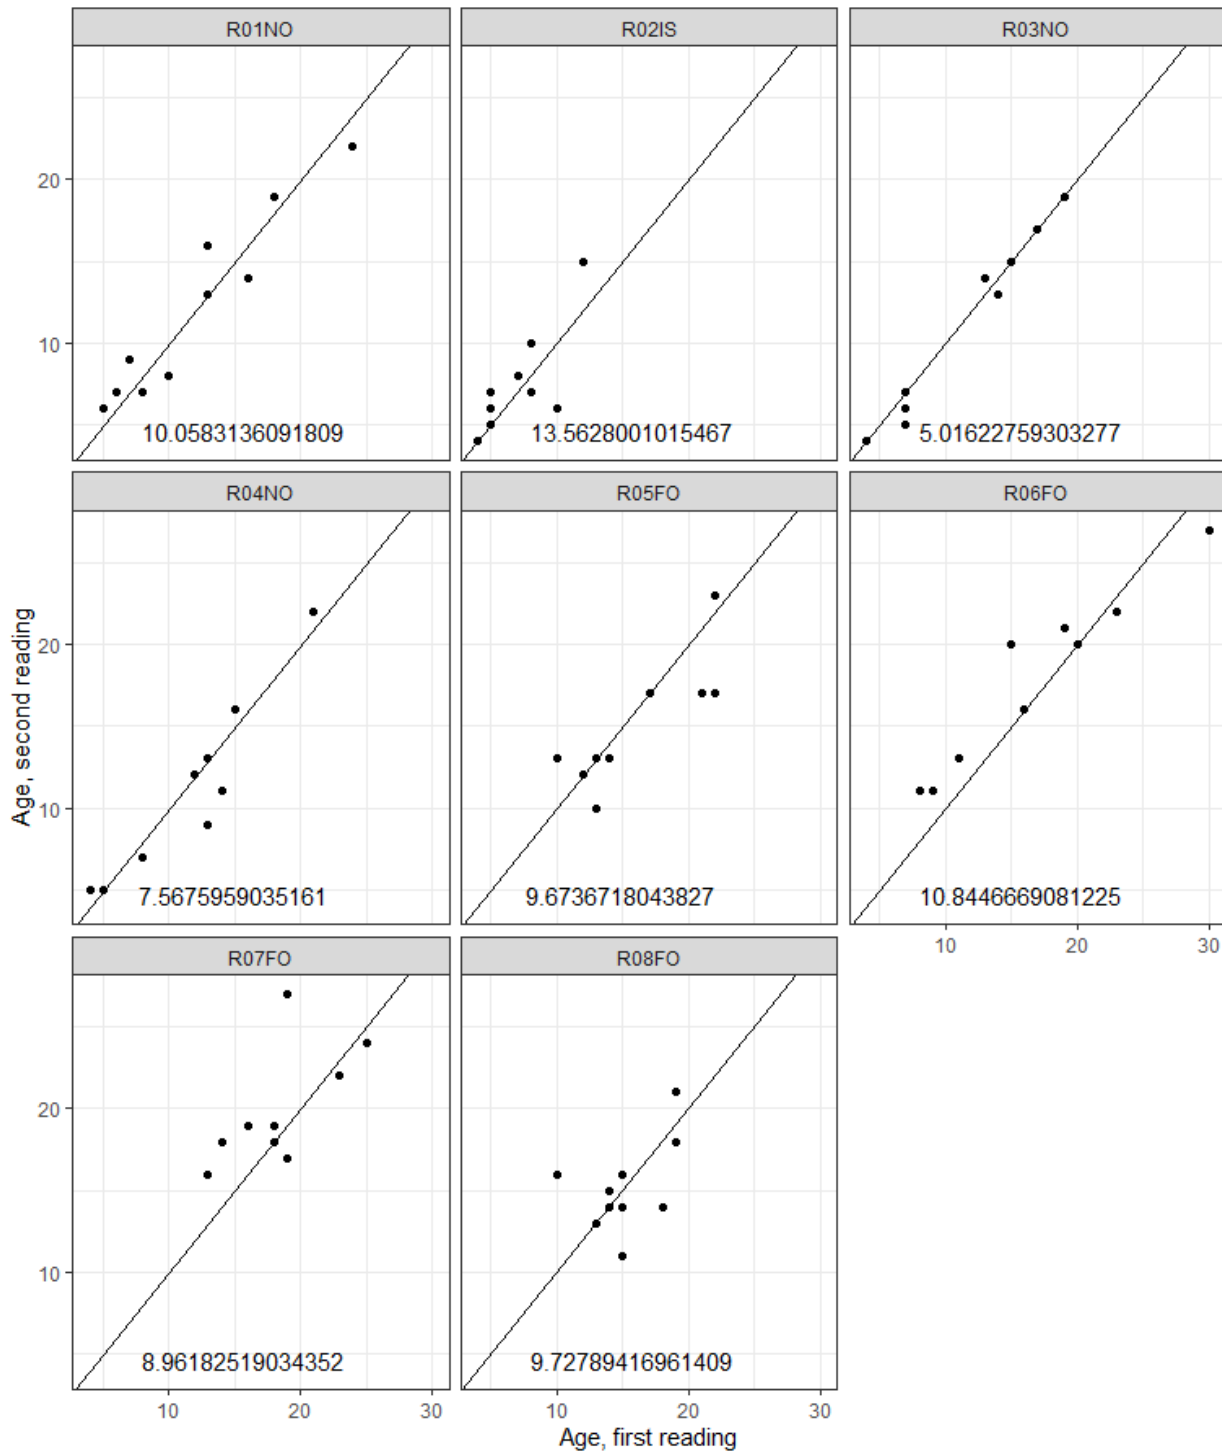 R01NO R02IS R03NO
20
10
10.0583136091809 13.5628001015467 5.01622759303277
R04NO R05FO R06FO
20
10
7.5675959035161 9.6736718043827 10.8446669081225
10 20 30
R07FO R08FO
20
10
8.96182519034352 9.72789416961409
10 20 30 10 20 30
Age, first reading
Age, second reading